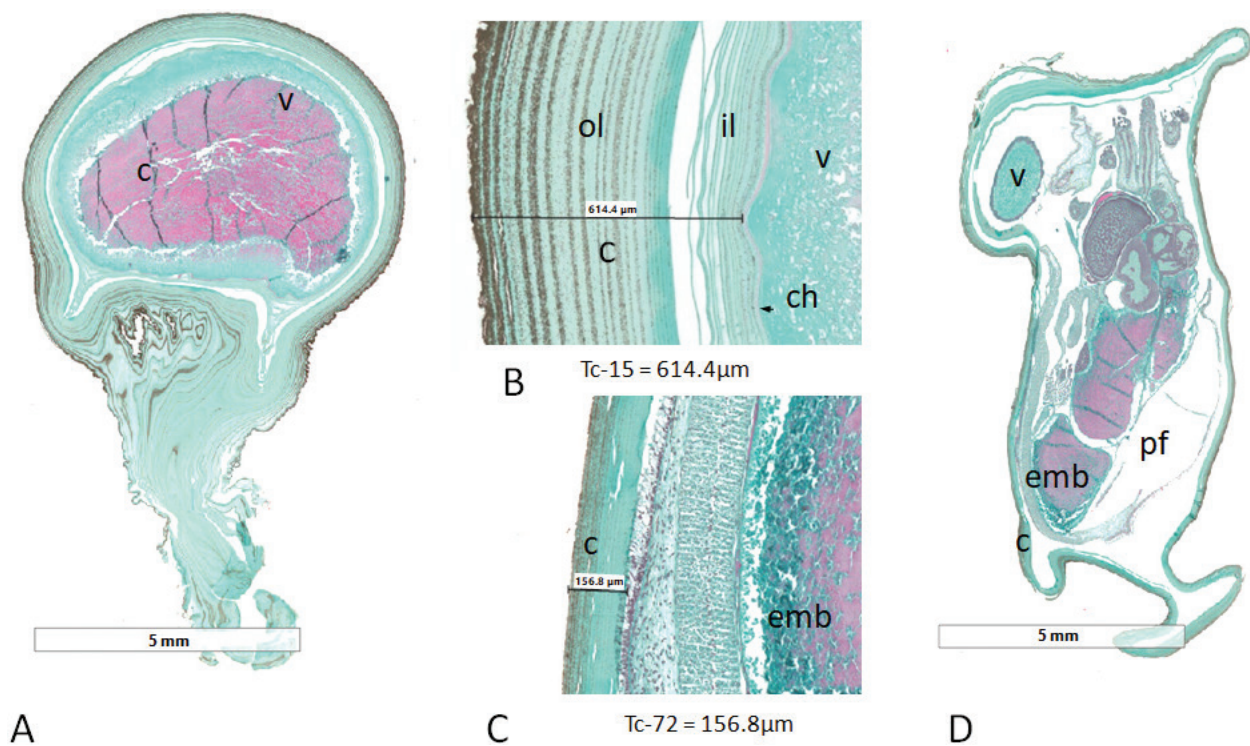 v
c
5 mm
A
ol
il
v
614.4 µm
c
ch
B
Tc-15 = 614.4µm
c
156.8 µm
emb
C
Tc-72 = 156.8µm
v
pf
emb
c
5 mm
D